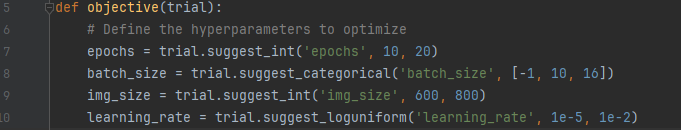 5 def objective(trial):
6 # Define the hyperparameters to optimize
7 epochs = trial.suggest_int('epochs', 10, 20)
8 batch_size = trial.suggest_categorical('batch_size', [-1, 10, 16])
9 img_size = trial.suggest_int('img_size', 600, 800)
10 learning_rate = trial.suggest_loguniform('learning_rate', 1e-5, 1e-2)